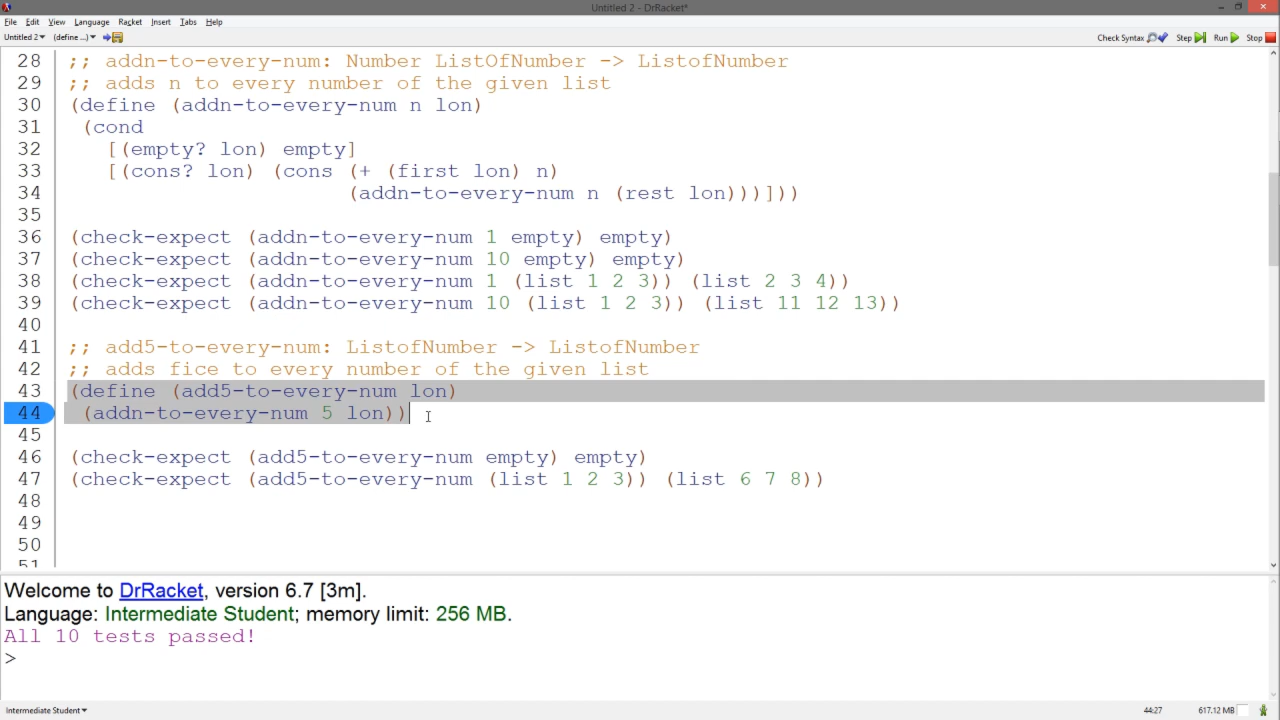 Untitled 2 - DrRacket*
File Edit View Language Racket Insert Tabs Help
Untitled 2 (define ...) Check Syntax Step Run Stop
28 ;; addn-to-every-num: Number ListOfNumber -> ListofNumber
29 ;; adds n to every number of the given list
30 (define (addn-to-every-num n lon)
31 (cond
32 [(empty? lon) empty]
33 [(cons? lon) (cons (+ (first lon) n)
34 (addn-to-every-num n (rest lon)))]))
35
36 (check-expect (addn-to-every-num 1 empty) empty)
37 (check-expect (addn-to-every-num 10 empty) empty)
38 (check-expect (addn-to-every-num 1 (list 1 2 3)) (list 2 3 4))
39 (check-expect (addn-to-every-num 10 (list 1 2 3)) (list 11 12 13))
40
41 ;; add5-to-every-num: ListofNumber -> ListofNumber
42 ;; adds fice to every number of the given list
43 (define (add5-to-every-num lon)
44 (addn-to-every-num 5 lon))
45
46 (check-expect (add5-to-every-num empty) empty)
47 (check-expect (add5-to-every-num (list 1 2 3)) (list 6 7 8))
48
49
50
51
Welcome to DrRacket, version 6.7 [3m].
Language: Intermediate Student; memory limit: 256 MB.
All 10 tests passed!
>
Intermediate Student 44:27 617.12 MB